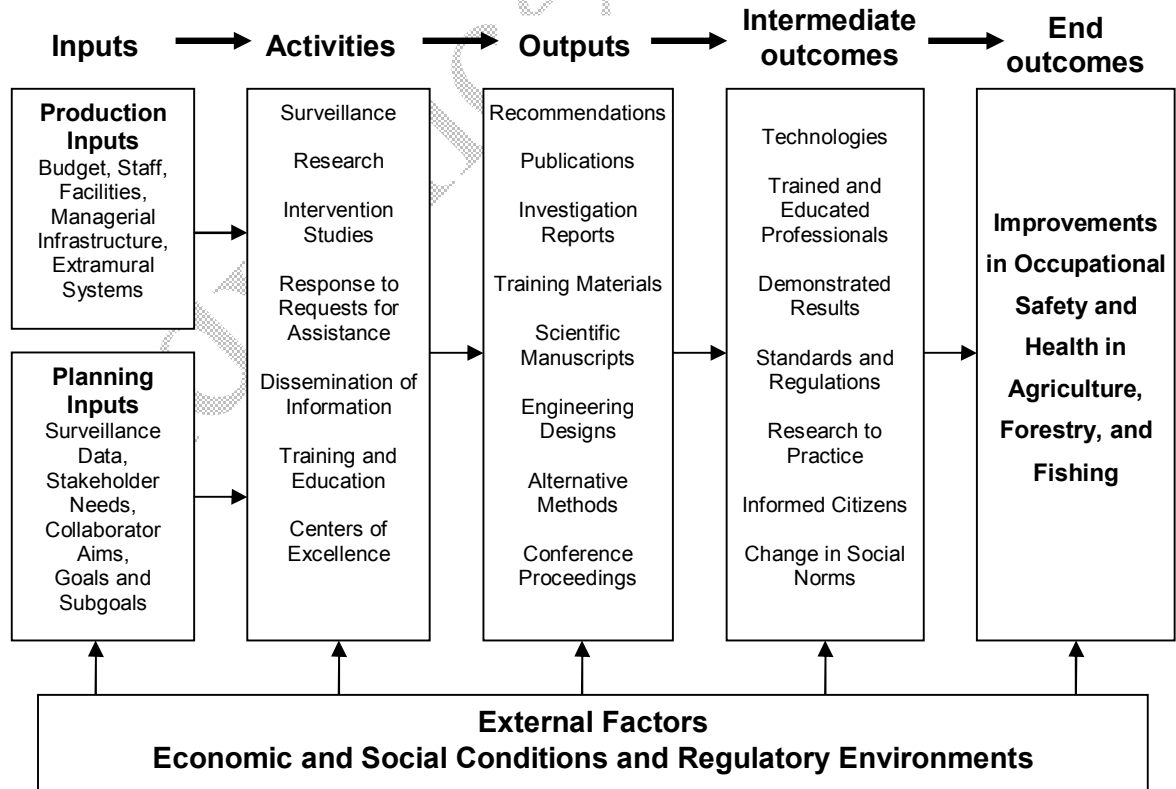 Inputs
Activities
Outputs
Intermediate
outcomes
End
outcomes
Production
Inputs
Budget, Staff,
Facilities,
Managerial
Infrastructure,
Extramural
Systems
Planning
Inputs
Surveillance
Data,
Stakeholder
Needs,
Collaborator
Aims,
Goals and
Subgoals
Surveillance
Research
Intervention
Studies
Response to
Requests for
Assistance
Dissemination of
Information
Training and
Education
Centers of
Excellence
Recommendations
Publications
Investigation
Reports
Training Materials
Scientific
Manuscripts
Engineering
Designs
Alternative
Methods
Conference
Proceedings
Technologies
Trained and
Educated
Professionals
Demonstrated
Results
Standards and
Regulations
Research to
Practice
Informed Citizens
Change in Social
Norms
Improvements
in Occupational
Safety and
Health in
Agriculture,
Forestry, and
Fishing
External Factors
Economic and Social Conditions and Regulatory Environments